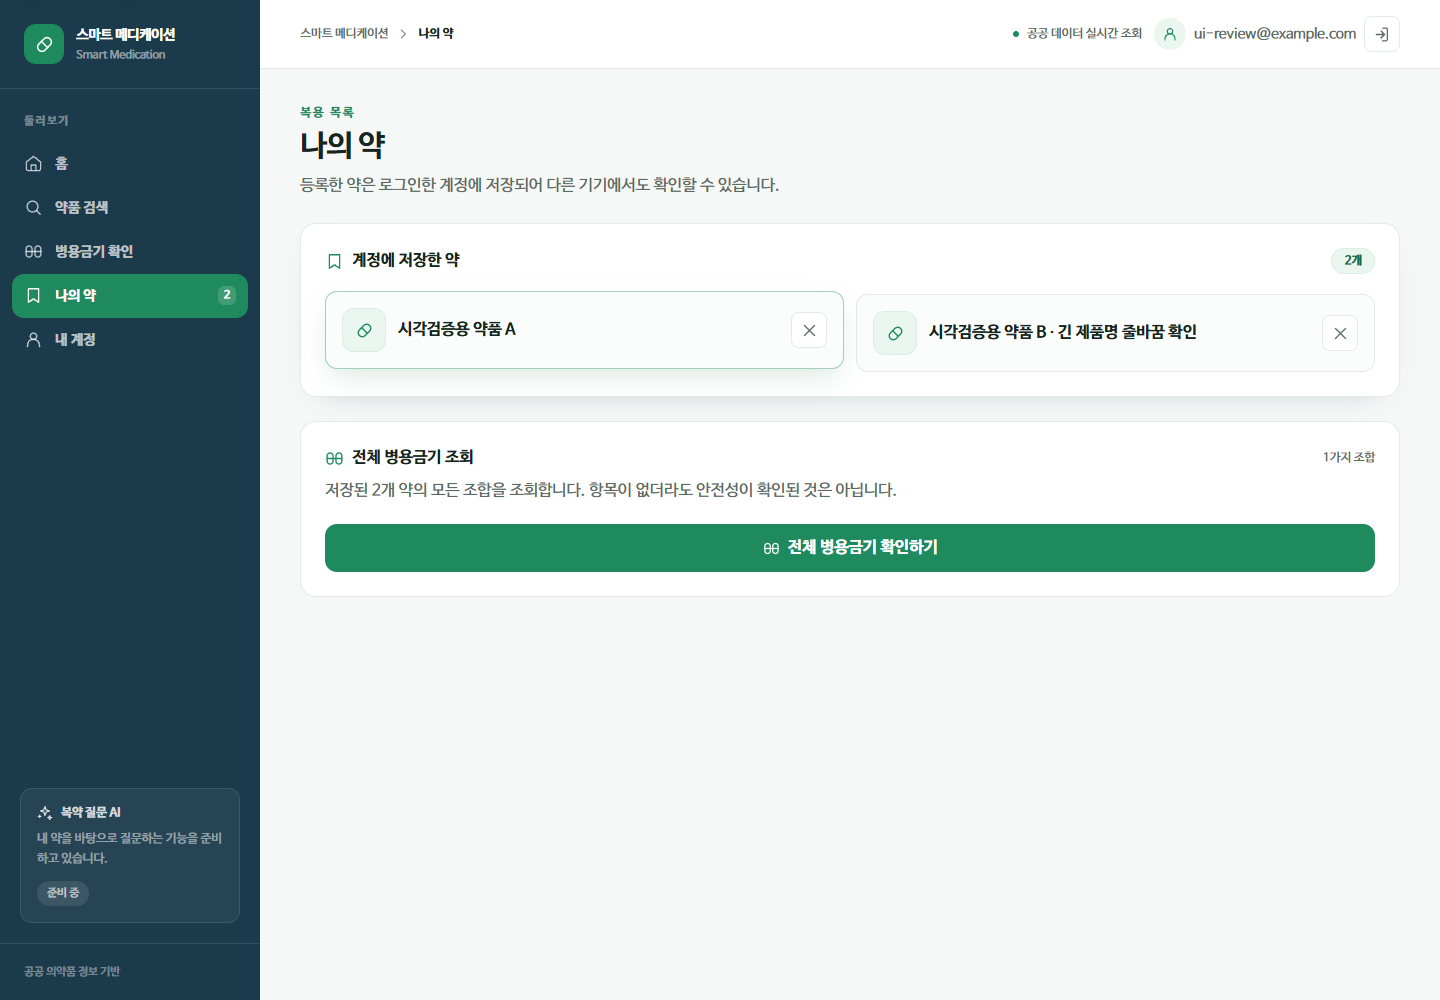 스마트 메디케이션
Smart Medication
둘러보기
홈
약품 검색
병용금기 확인
나의 약
2
내 계정
복약 질문 AI
내 약을 바탕으로 질문하는 기능을 준비
하고 있습니다.
준비 중
공공 의약품 정보 기반
스마트 메디케이션
나의 약
공공 데이터 실시간 조회
ui-review@example.com
복용 목록
나의 약
등록한 약은 로그인한 계정에 저장되어 다른 기기에서도 확인할 수 있습니다.
계정에 저장한 약
2개
시각검증용 약품 A
시각검증용 약품 B · 긴 제품명 줄바꿈 확인
전체 병용금기 조회
1가지 조합
저장된 2개 약의 모든 조합을 조회합니다. 항목이 없더라도 안전성이 확인된 것은 아닙니다.
전체 병용금기 확인하기